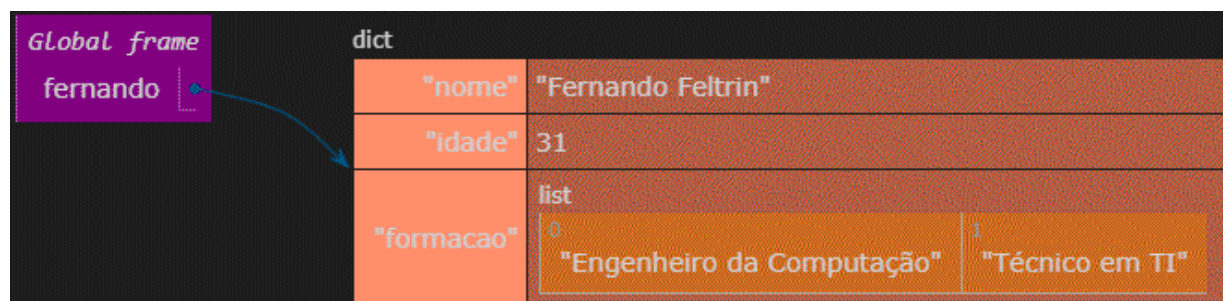 Global frame
fernando
dict
"nome" "Fernando Feltrin"
"idade" 31
list
"formacao"
0 1
"Engenheiro da Computação" "Técnico em TI"